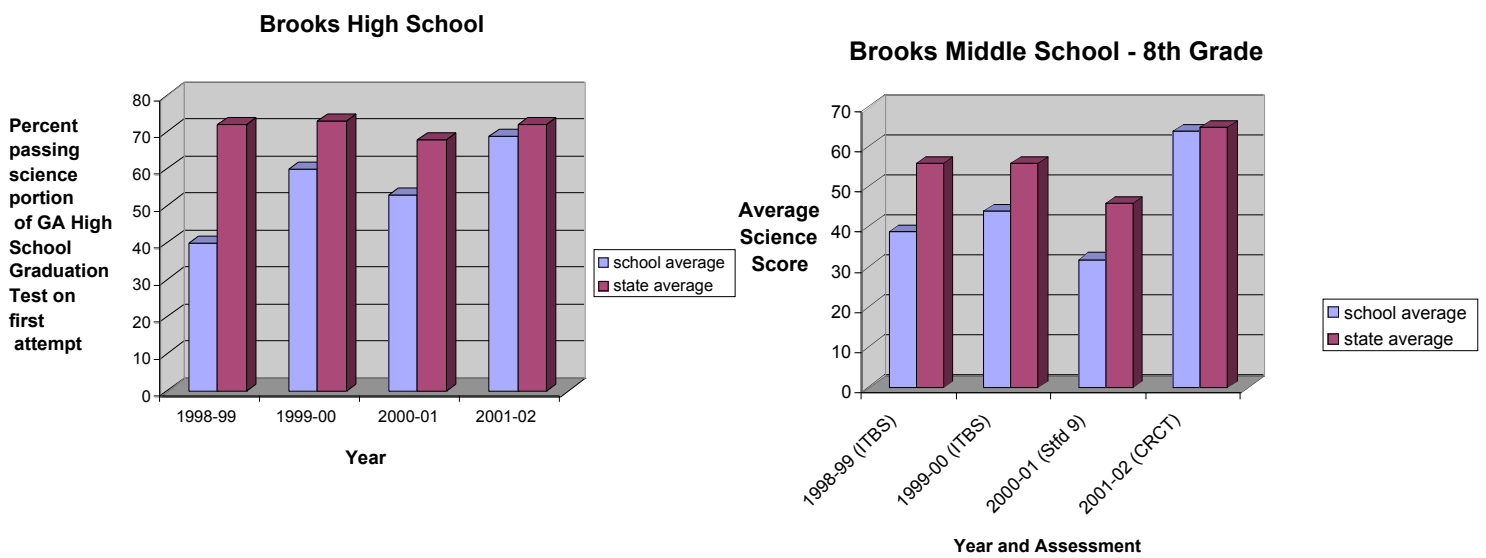 Brooks High School
Percent
passing
science
portion
of GA High
School
Graduation
Test on
first
attempt
80
70
60
50
40
30
20
10
0
1998-99
1999-00
2000-01
2001-02
Year
school average
state average
Brooks Middle School - 8th Grade
Average
Science
Score
70
60
50
40
30
20
10
0
1998-99 (ITBS)
1999-00 (ITBS)
2000-01 (Stfd 9)
2001-02 (CRCT)
Year and Assessment
school average
state average